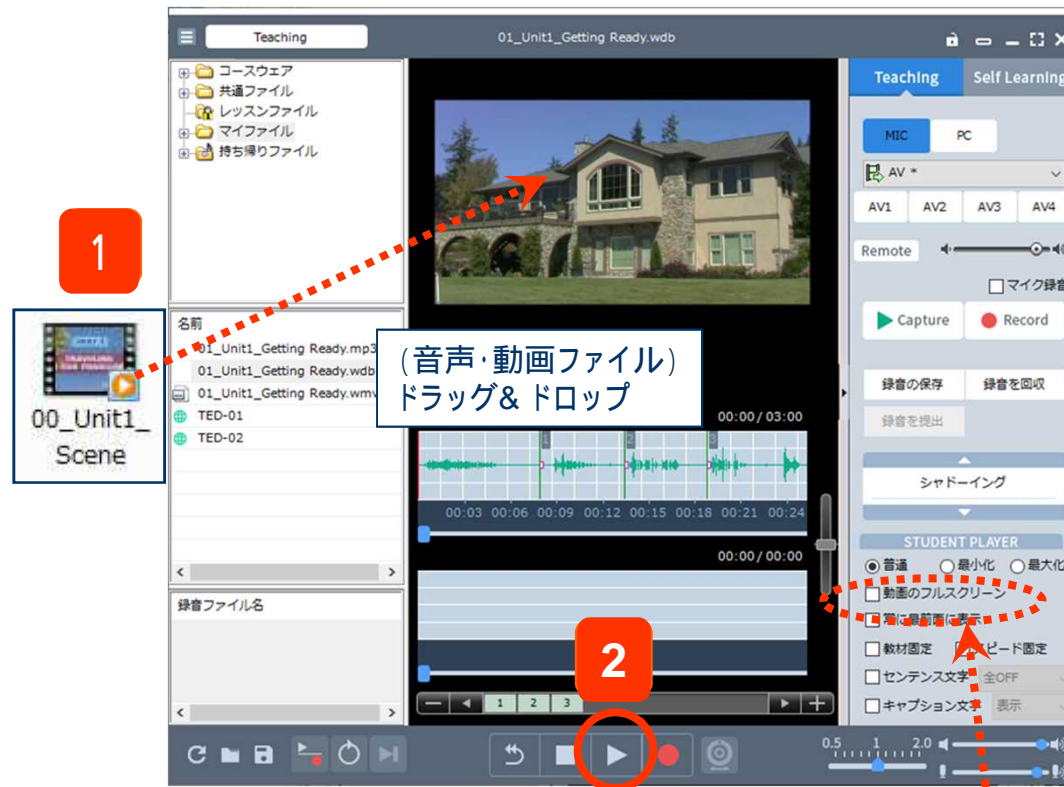 Teaching
01_Unit1_Getting Ready.wdb
コースウェア
共通ファイル
レッスンファイル
マイファイル
持ち帰りファイル
Teaching
Self Learning
MIC
PC
AV *
AV1
AV2
AV3
AV4
Remote
マイク録音
Capture
Record
録音の保存
録音を回収
録音を提出
シャドーイング
STUDENT PLAYER
普通
最小化
最大化
動画のフルスクリーン
常に最前面に表示
教材固定
スピード固定
センテンス文字
全OFF
キャプション文字
表示
1
00_Unit1_
Scene
名前
01_Unit1_Getting Ready.mp3
01_Unit1_Getting Ready.wdb
01_Unit1_Getting Ready.wmv
TED-01
TED-02
(音声・動画ファイル)
ドラッグ& ドロップ
00:00 / 03:00
1
2
3
00:03 00:06 00:09 00:12 00:15 00:18 00:21 00:24
00:00 / 00:00
録音ファイル名
2
1 2 3
0.5 1 2.0